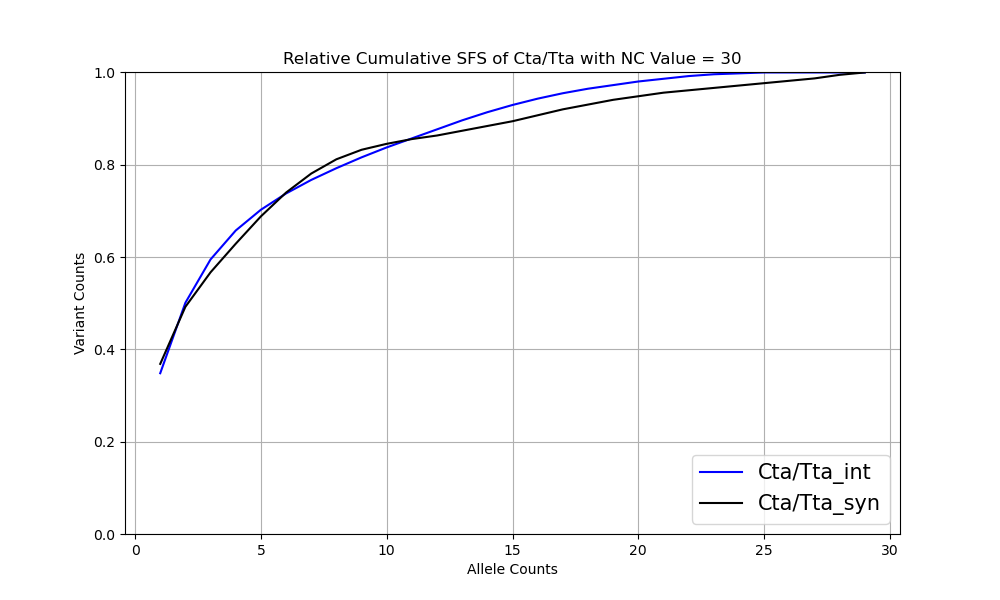 Relative Cumulative SFS of Cta/Tta with NC Value = 30
1.0
0.8
0.6
0.4
0.2
0.0
Variant Counts
0 5 10 15 20 25 30
Allele Counts
Cta/Tta_int
Cta/Tta_syn